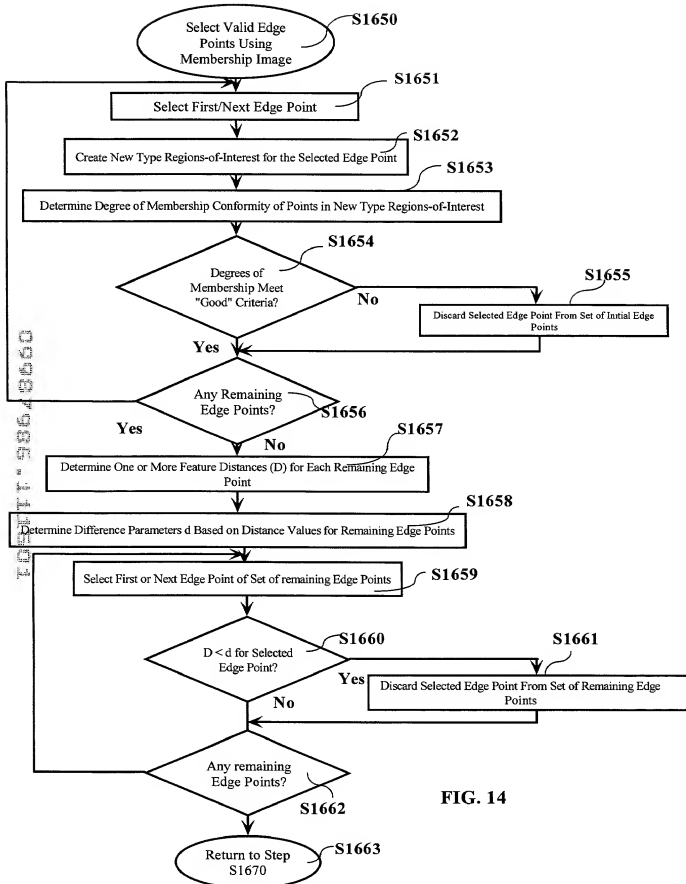 S1650
Select Valid Edge
Points Using
Membership Image
S1651
Select First/Next Edge Point
S1652
Create New Type Regions-of-Interest for the Selected Edge Point
S1653
Determine Degree of Membership Conformity of Points in New Type Regions-of-Interest
S1654
Degrees of
Membership Meet
"Good" Criteria?
No
S1655
Discard Selected Edge Point From Set of Initial Edge
Points
Yes
Any Remaining
Edge Points?
S1656
Yes
No
S1657
Determine One or More Feature Distances (D) for Each Remaining Edge
Point
S1658
Determine Difference Parameters d Based on Distance Values for Remaining Edge Points
Select First or Next Edge Point of Set of remaining Edge Points
S1659
S1660
D < d for Selected
Edge Point?
Yes
No
S1661
Discard Selected Edge Point From Set of Remaining Edge
Points
Any remaining
Edge Points?
S1662
FIG. 14
Return to Step
S1670
S1663